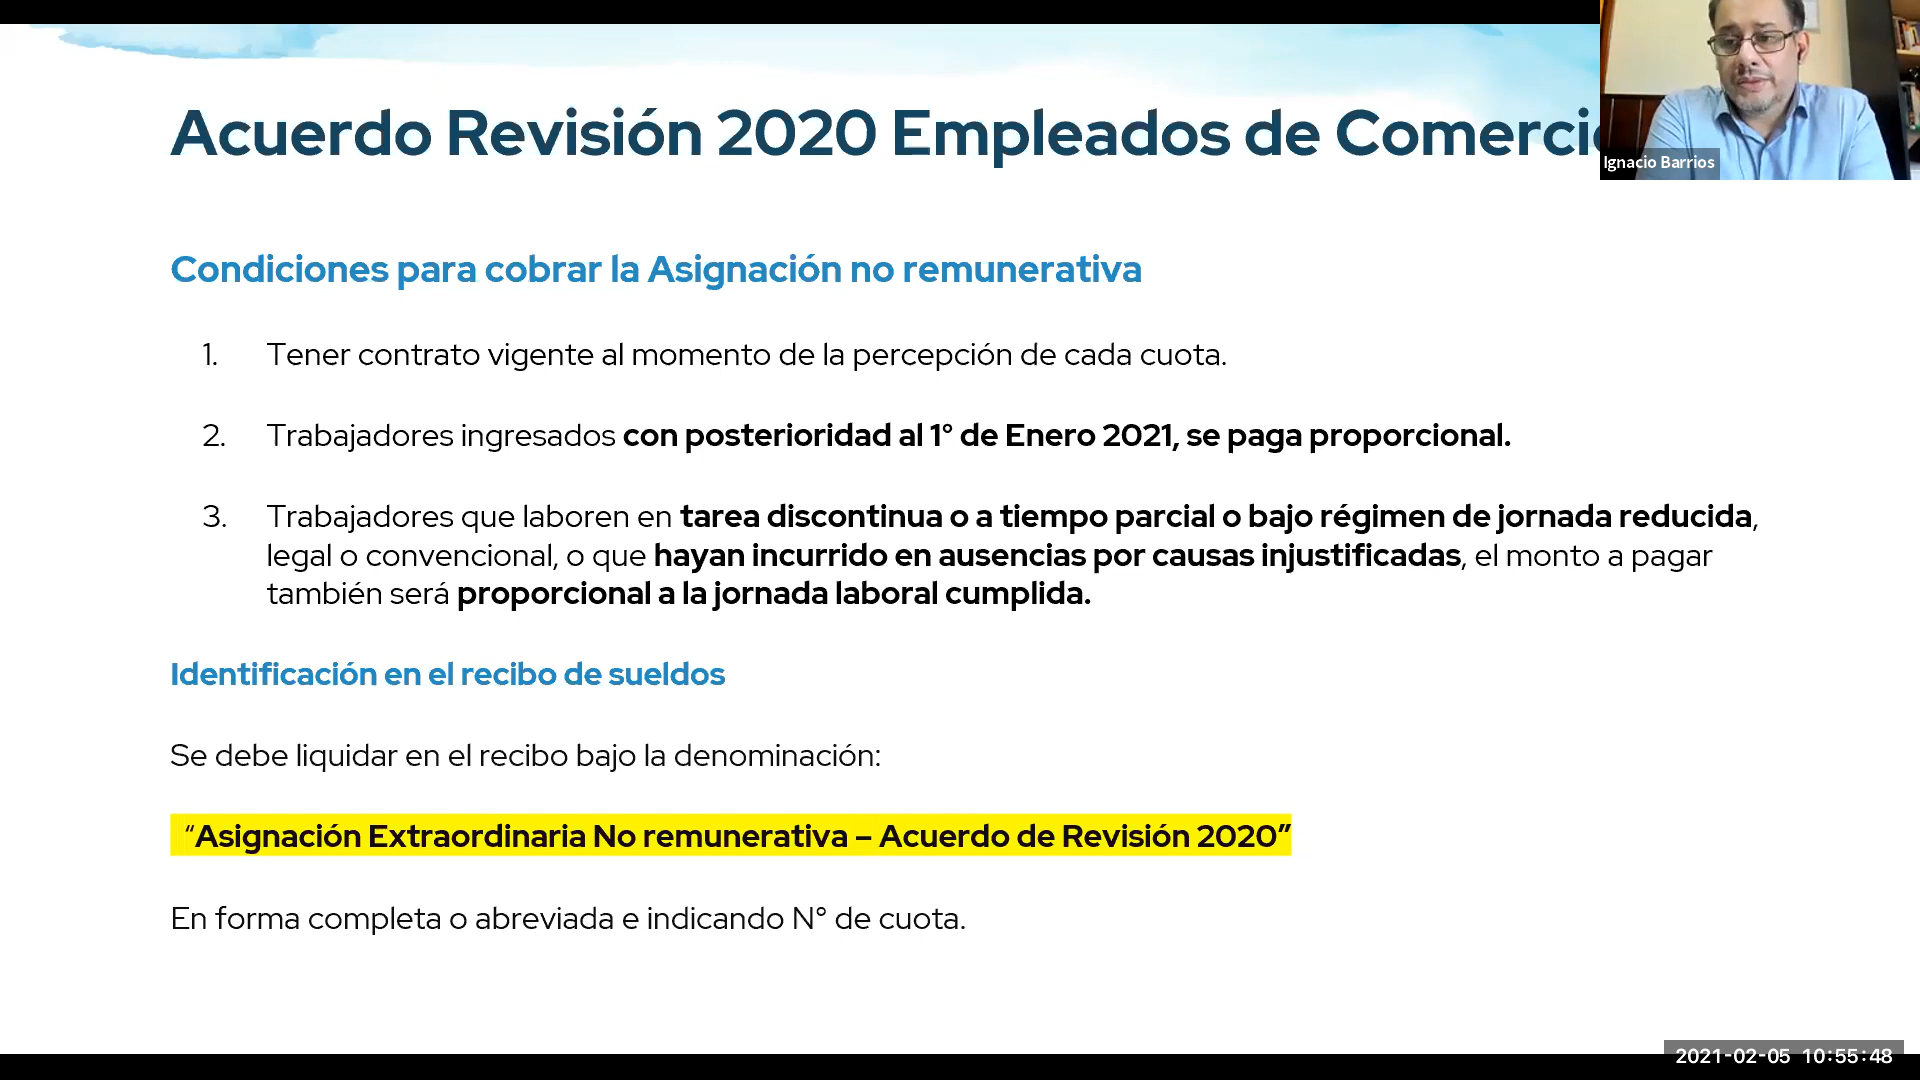 Acuerdo Revisión 2020 Empleados de Comerci
Ignacio Barrios
Condiciones para cobrar la Asignación no remunerativa
1. Tener contrato vigente al momento de la percepción de cada cuota.
2. Trabajadores ingresados con posterioridad al 1° de Enero 2021, se paga proporcional.
3. Trabajadores que laboren en tarea discontinua o a tiempo parcial o bajo régimen de jornada reducida,
legal o convencional, o que hayan incurrido en ausencias por causas injustificadas, el monto a pagar
también será proporcional a la jornada laboral cumplida.
Identificación en el recibo de sueldos
Se debe liquidar en el recibo bajo la denominación:
“Asignación Extraordinaria No remunerativa – Acuerdo de Revisión 2020”
En forma completa o abreviada e indicando N° de cuota.
2021-02-05 10:55:48